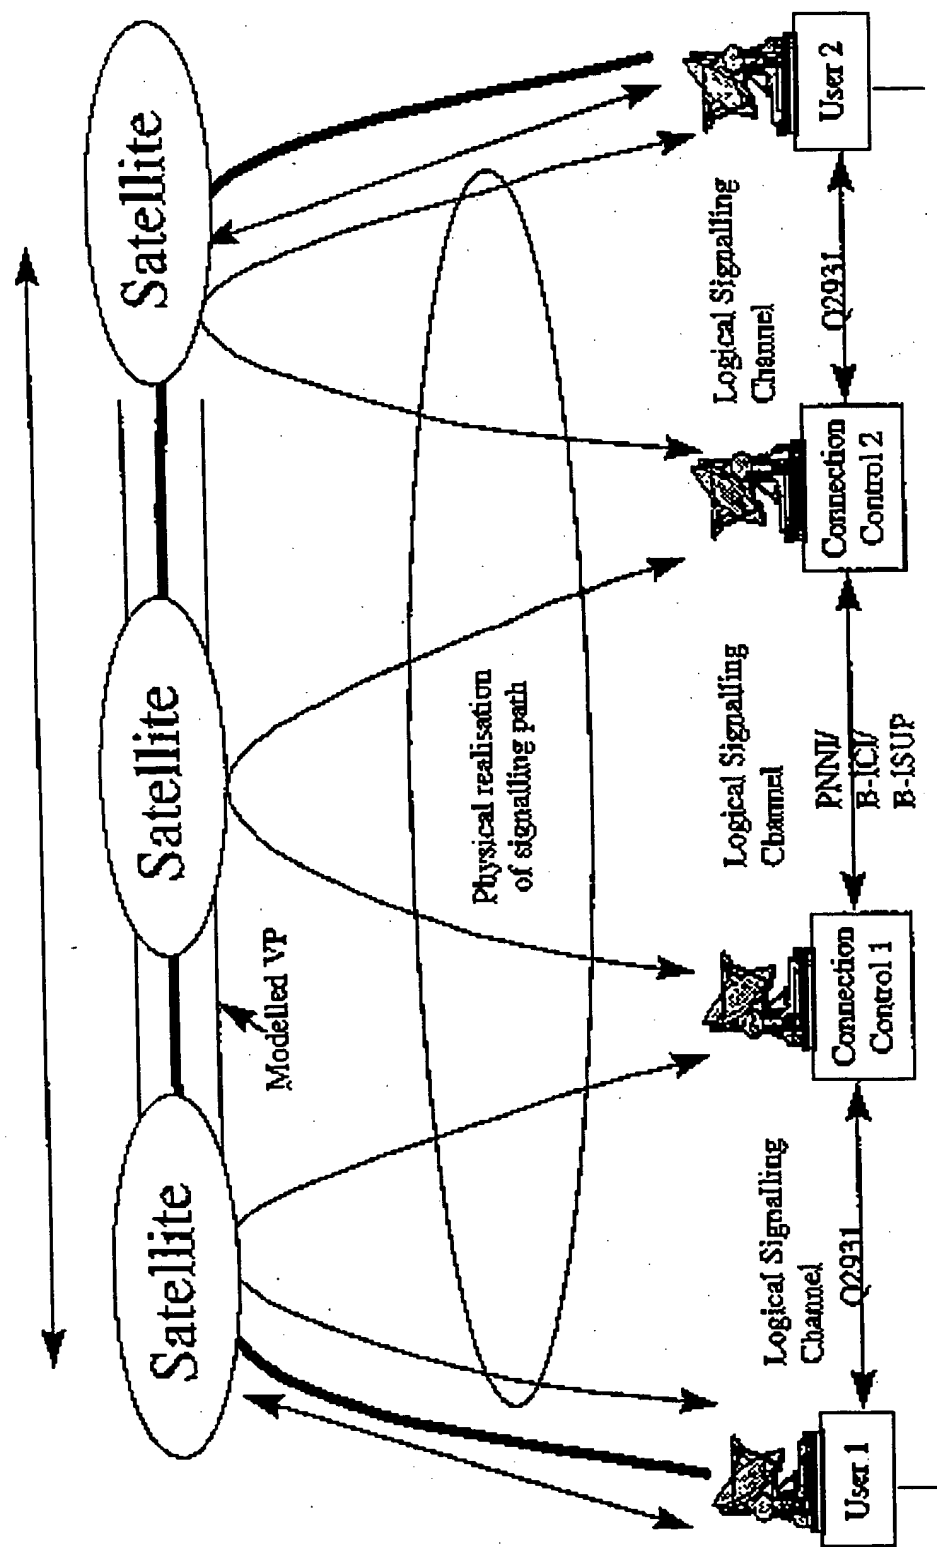 Satellite
Satellite
Satellite
Modelled VP
Physical realisation
of signalling path
Logical Signalling
Channel
Logical Signalling
Channel
Logical Signalling
Channel
Q2931
PNNI/
B-ICI/
B-ISUP
Q2931
User 1
Connection
Control 1
Connection
Control 2
User 2